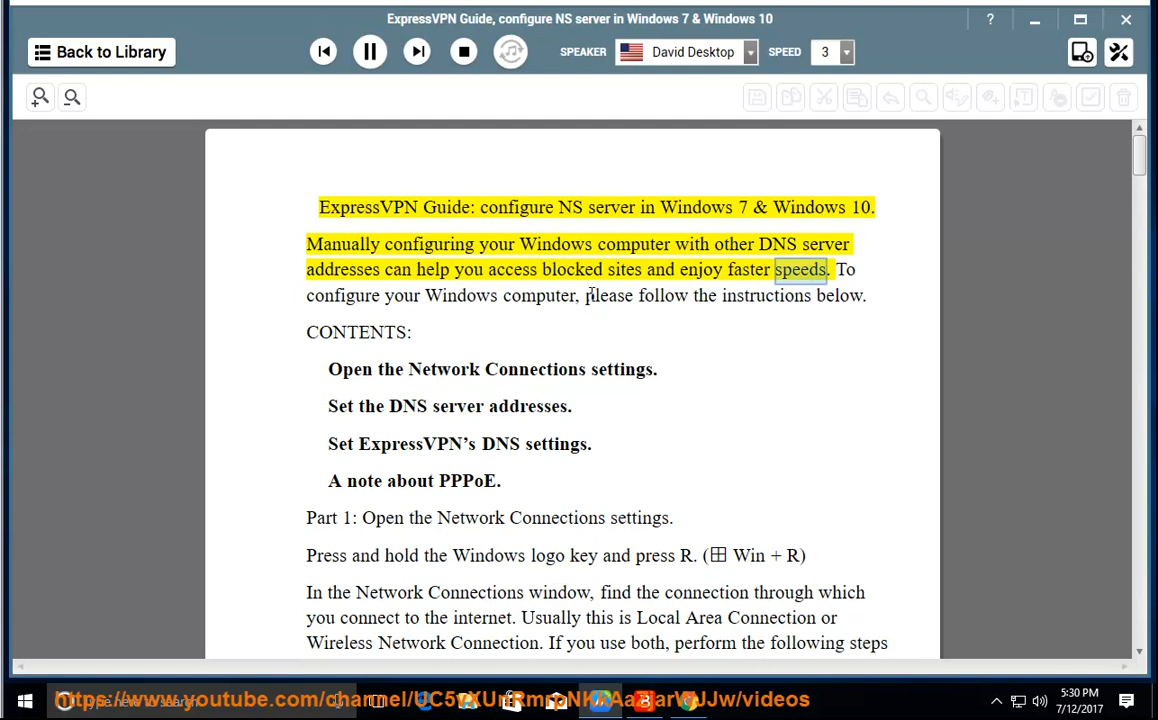 ExpressVPN Guide, configure NS server in Windows 7 & Windows 10
?
Back to Library
SPEAKER
David Desktop
SPEED
3
ExpressVPN Guide: configure NS server in Windows 7 & Windows 10.
Manually configuring your Windows computer with other DNS server
addresses can help you access blocked sites and enjoy faster speeds. To
configure your Windows computer, please follow the instructions below.
CONTENTS:
Open the Network Connections settings.
Set the DNS server addresses.
Set ExpressVPN’s DNS settings.
A note about PPPoE.
Part 1: Open the Network Connections settings.
Press and hold the Windows logo key and press R. (⊞ Win + R)
In the Network Connections window, find the connection through which
you connect to the internet. Usually this is Local Area Connection or
Wireless Network Connection. If you use both, perform the following steps
/videos
5:30 PM
7/12/2017